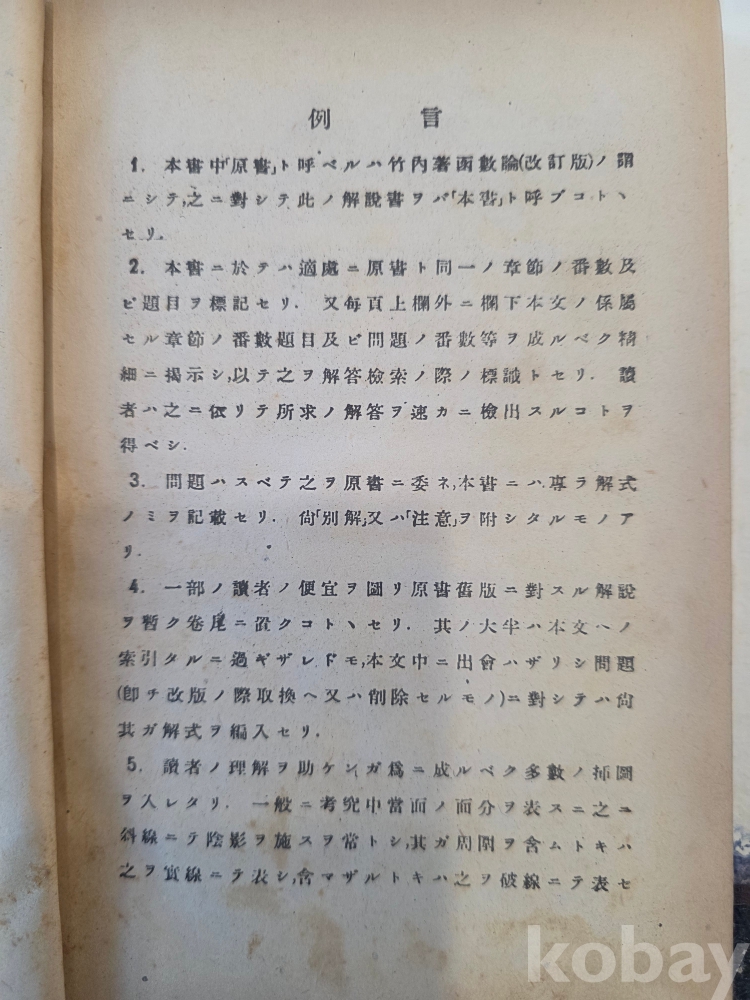 例言
1. 本書中「原書」ト呼ベルハ竹內著函數論(改訂版)ノ謂
ニシテ,之ニ對シテ此ノ解說書ヲバ「本書」ト呼ブコトヽ
セリ.
2. 本書ニ於テハ適處ニ原書ト同一ノ章節ノ番數及
ビ題目ヲ標記セリ. 又每頁上欄外ニ欄下本文ノ係屬
セル章節ノ番數題目及ビ問題ノ番數等ヲ成ルベク精
細ニ揭示シ,以テ之ヲ解答檢索ノ際ノ標識トセリ. 讀
者ハ之ニ依リテ所求ノ解答ヲ速カニ檢出スルコトヲ
得ベシ.
3. 問題ハスベテ之ヲ原書ニ委ネ,本書ニハ專ラ解式
ノミヲ記載セリ. 尙「別解」又ハ「注意」ヲ附シタルモノア
リ.
4. 一部ノ讀者ノ便宜ヲ圖リ原書舊版ニ對スル解說
ヲ暫ク卷尾ニ置クコトヽセリ. 其ノ大半ハ本文ヘノ
索引タルニ過ギザレドモ,本文中ニ出會ハザリシ問題
(卽チ改版ノ際取換ヘ又ハ削除セルモノ)ニ對シテハ尙
其ガ解式ヲ編入セリ.
5. 讀者ノ理解ヲ助ケンガ爲ニ成ルベク多數ノ揷圖
ヲ入レタリ. 一般ニ考究中當面ノ面分ヲ表スニ之ニ
斜線ニテ陰影ヲ施スヲ常トシ,其ガ周圍ヲ含ムトキハ
之ヲ實線ニテ表シ,含マザルトキハ之ヲ破線ニテ表セ
kobay